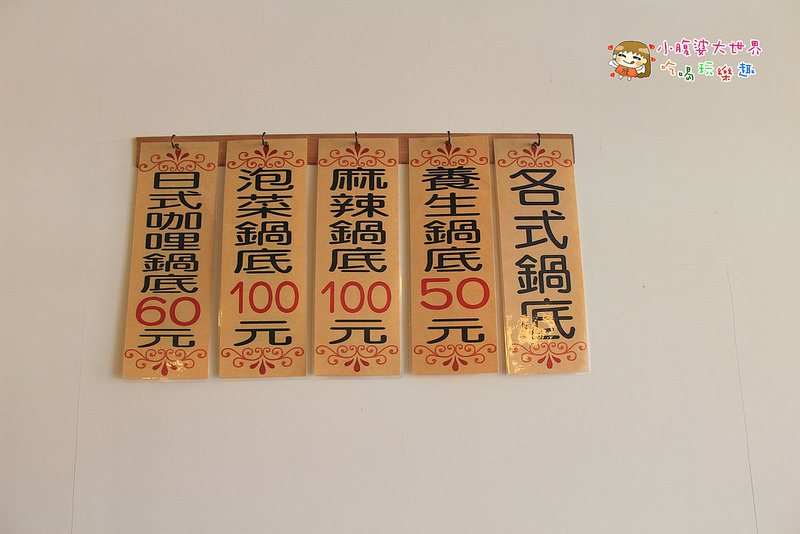 各式鍋底
養生鍋底50元
麻辣鍋底100元
泡菜鍋底100元
日式咖哩鍋底60元
小腹婆大世界
吃喝玩樂趣